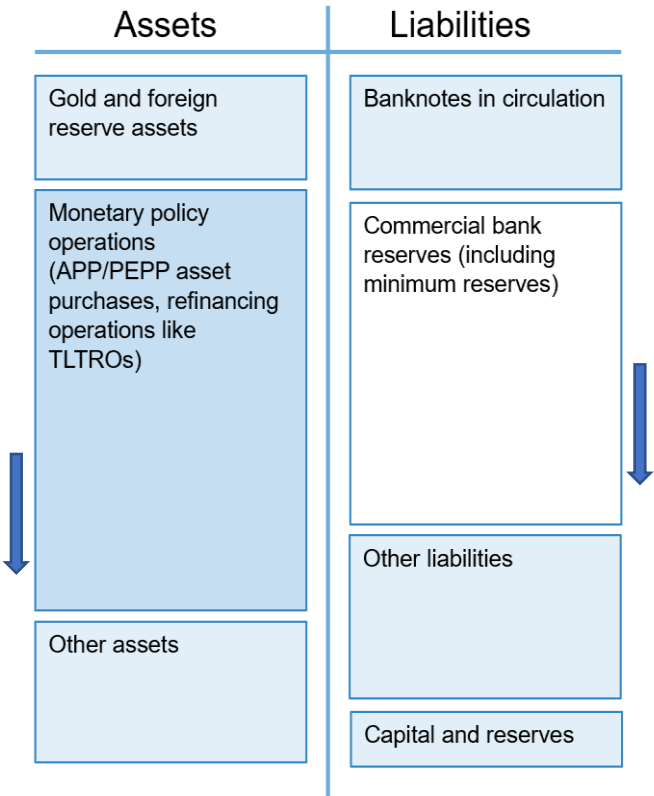 Assets
Liabilities
Gold and foreign
reserve assets
Monetary policy
operations
(APP/PEPP asset
purchases, refinancing
operations like
TLTROs)
Other assets
Banknotes in circulation
Commercial bank
reserves (including
minimum reserves)
Other liabilities
Capital and reserves